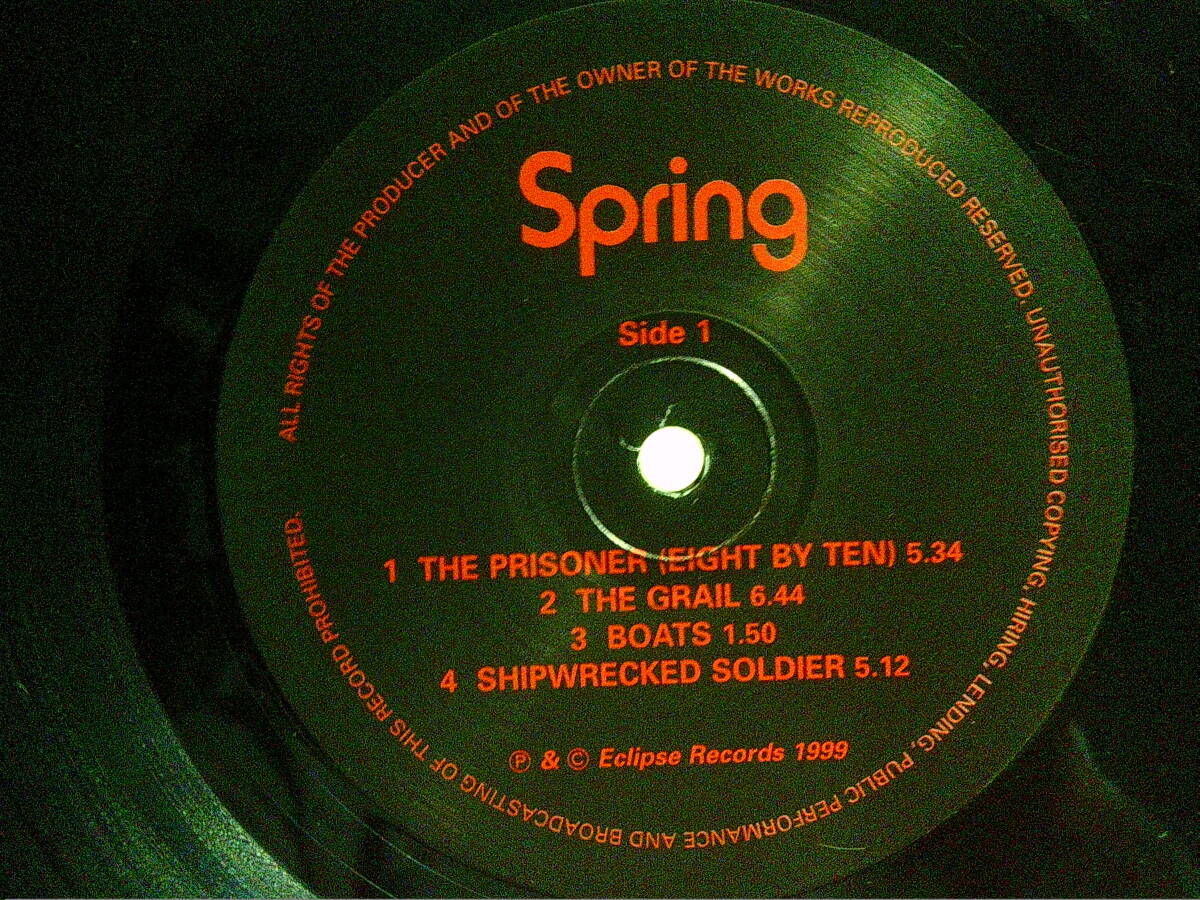 ALL RIGHTS OF THE PRODUCER AND OF THE OWNER OF THE WORKS REPRODUCED RESERVED. UNAUTHORISED COPYING, HIRING, LENDING, PUBLIC PERFORMANCE AND BROADCASTING OF THIS RECORD PROHIBITED.
Spring
Side 1
1 THE PRISONER (EIGHT BY TEN) 5.34
2 THE GRAIL 6.44
3 BOATS 1.50
4 SHIPWRECKED SOLDIER 5.12
Ⓟ & © Eclipse Records 1999